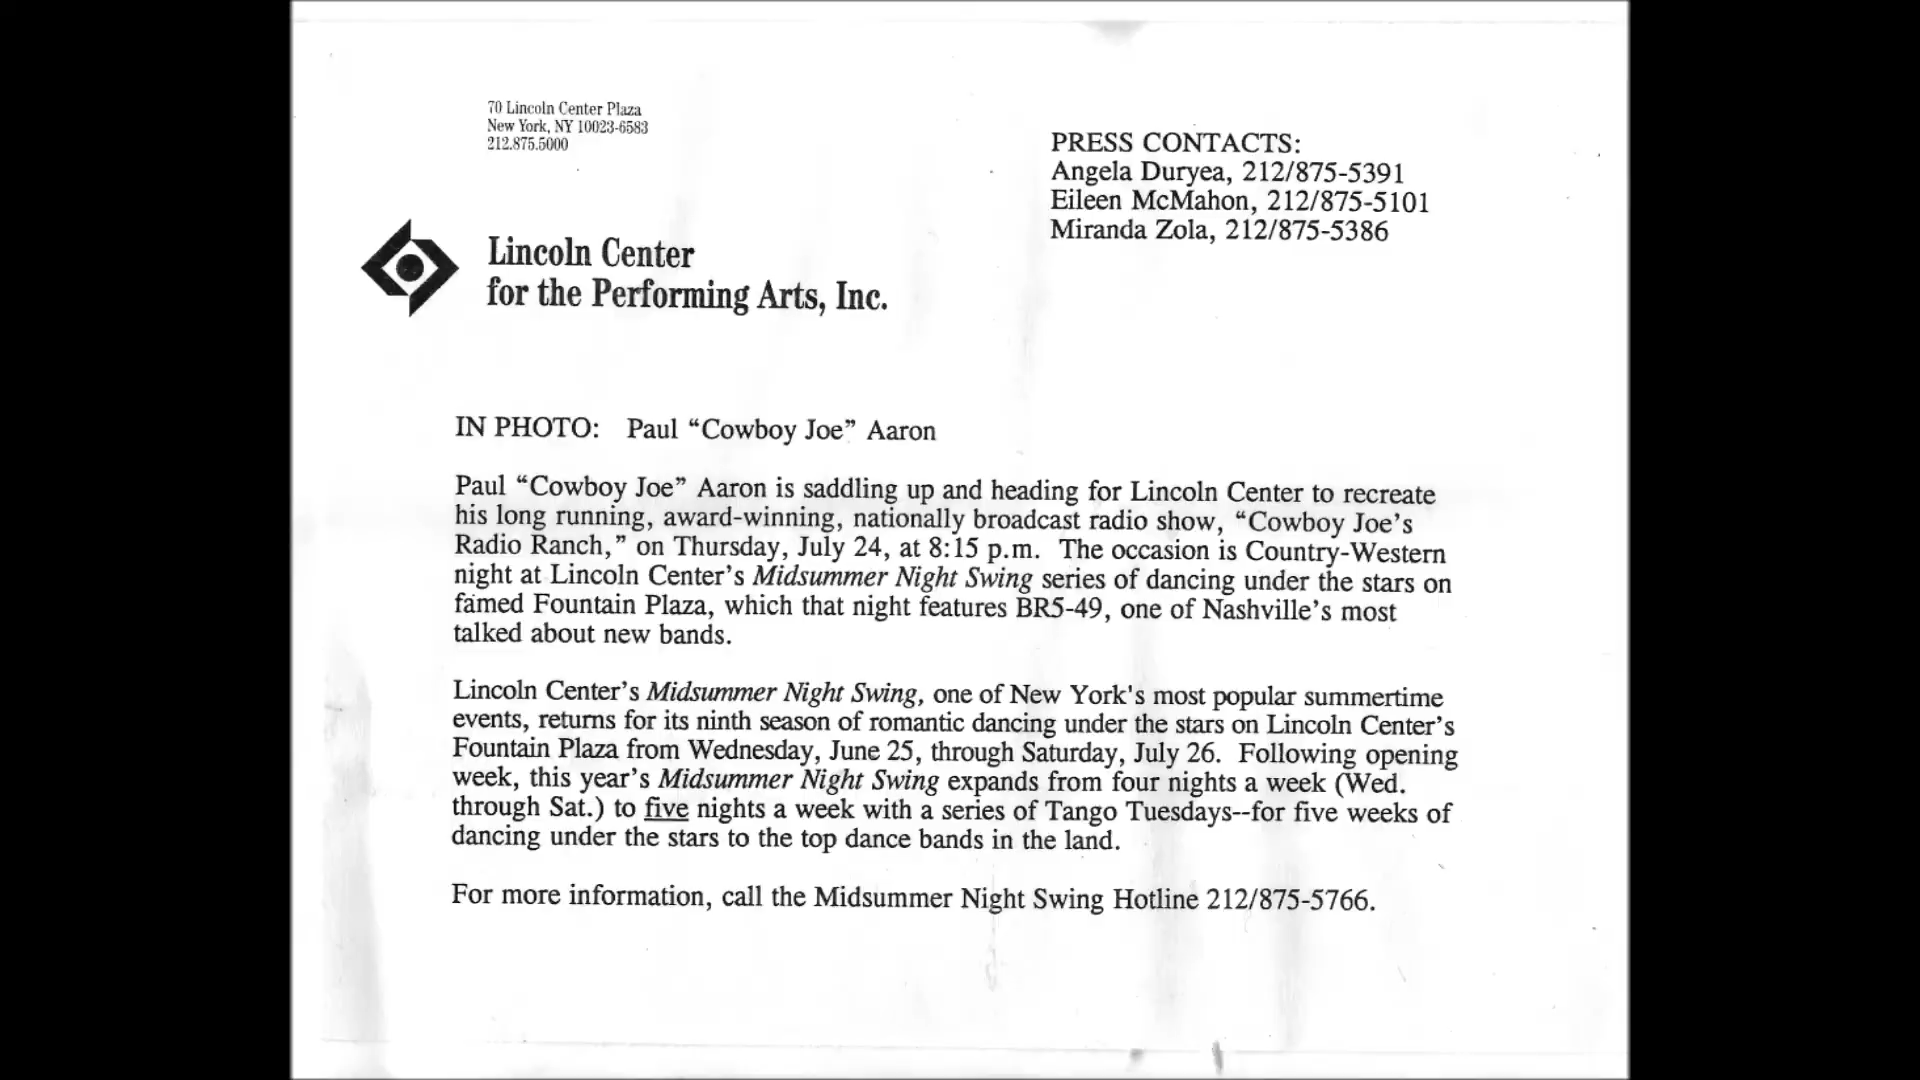 70 Lincoln Center Plaza
New York, NY 10023-6583
212.875.5000
PRESS CONTACTS:
Angela Duryea, 212/875-5391
Eileen McMahon, 212/875-5101
Miranda Zola, 212/875-5386
Lincoln Center
for the Performing Arts, Inc.
IN PHOTO: Paul “Cowboy Joe” Aaron
Paul “Cowboy Joe” Aaron is saddling up and heading for Lincoln Center to recreate
his long running, award-winning, nationally broadcast radio show, “Cowboy Joe’s
Radio Ranch,” on Thursday, July 24, at 8:15 p.m. The occasion is Country-Western
night at Lincoln Center’s Midsummer Night Swing series of dancing under the stars on
famed Fountain Plaza, which that night features BR5-49, one of Nashville’s most
talked about new bands.
Lincoln Center’s Midsummer Night Swing, one of New York's most popular summertime
events, returns for its ninth season of romantic dancing under the stars on Lincoln Center’s
Fountain Plaza from Wednesday, June 25, through Saturday, July 26. Following opening
week, this year’s Midsummer Night Swing expands from four nights a week (Wed.
through Sat.) to five nights a week with a series of Tango Tuesdays--for five weeks of
dancing under the stars to the top dance bands in the land.
For more information, call the Midsummer Night Swing Hotline 212/875-5766.